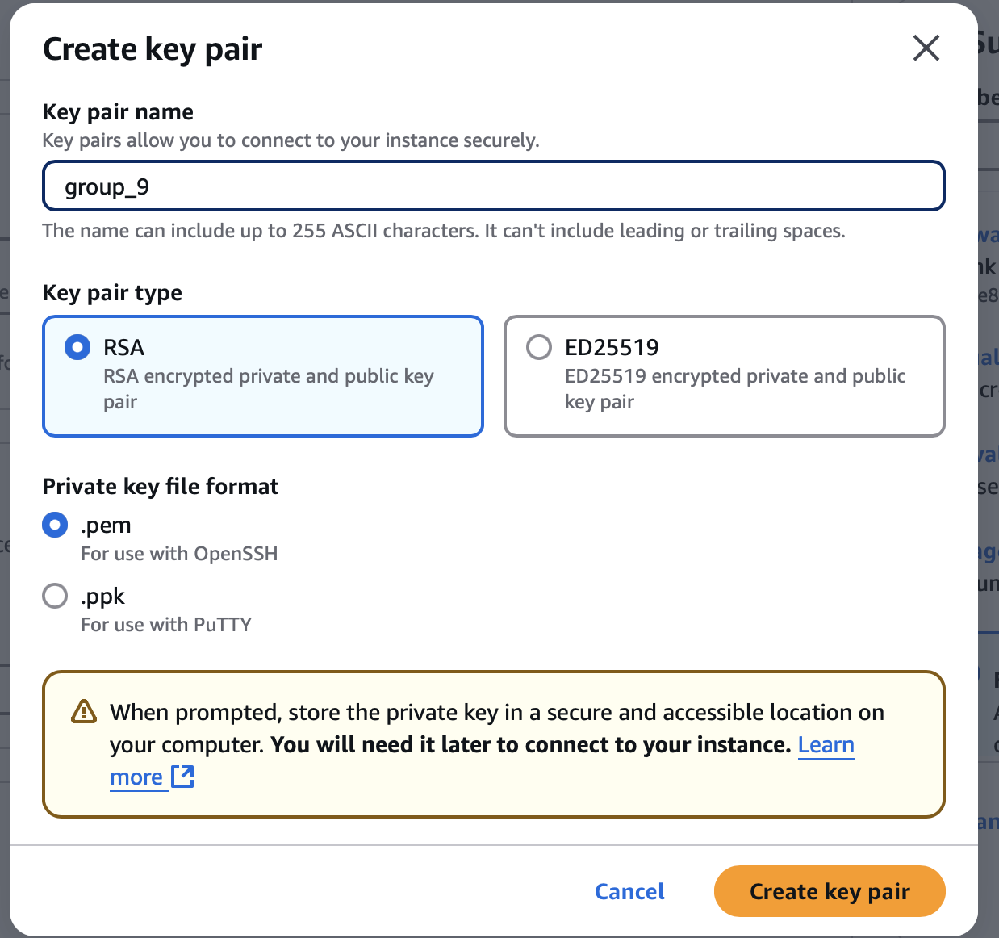 Create key pair
Key pair name
Key pairs allow you to connect to your instance securely.
group_9
The name can include up to 255 ASCII characters. It can't include leading or trailing spaces.
Key pair type
RSA
RSA encrypted private and public key
pair
ED25519
ED25519 encrypted private and public
key pair
Private key file format
.pem
For use with OpenSSH
.ppk
For use with PuTTY
When prompted, store the private key in a secure and accessible location on
your computer. You will need it later to connect to your instance. Learn
more
Cancel
Create key pair